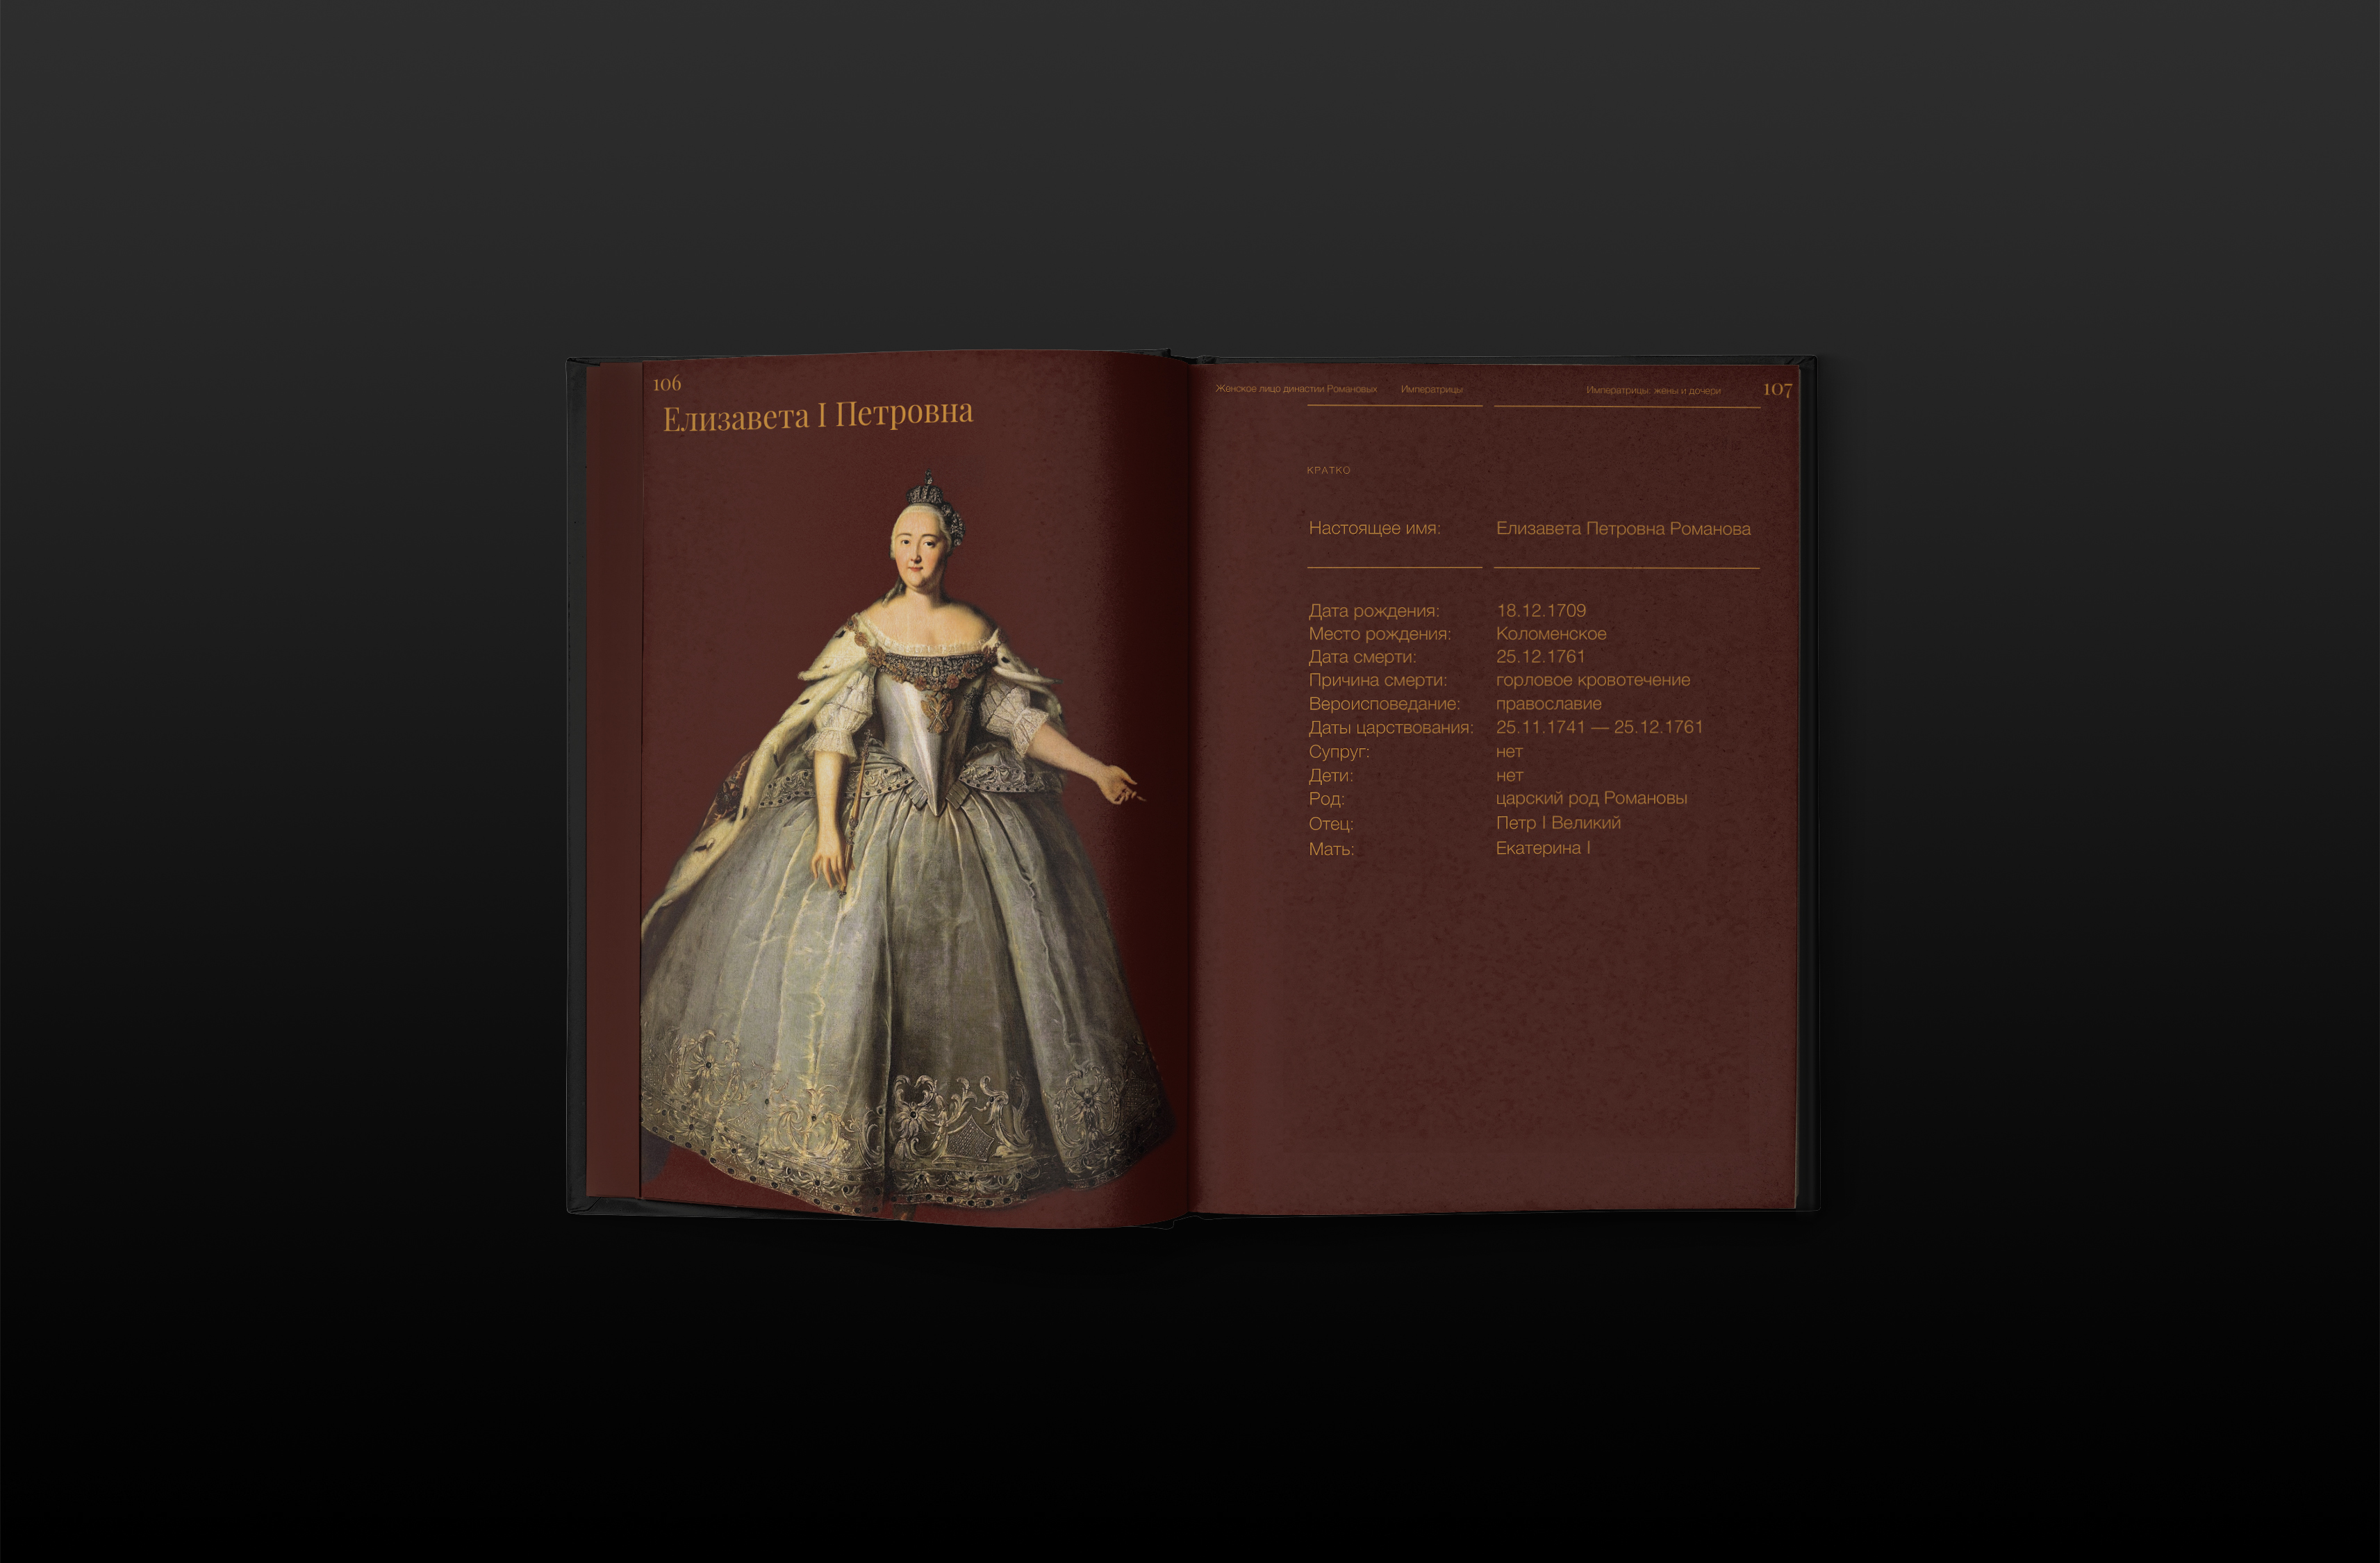 106
Елизавета I Петровна
Женское лицо династии Романовых Императрицы Императрицы: жены и дочери 107
КРАТКО
Настоящее имя: Елизавета Петровна Романова
Дата рождения: 18.12.1709
Место рождения: Коломенское
Дата смерти: 25.12.1761
Причина смерти: горловое кровотечение
Вероисповедание: православие
Даты царствования: 25.11.1741 — 25.12.1761
Супруг: нет
Дети: нет
Род: царский род Романовы
Отец: Петр I Великий
Мать: Екатерина I